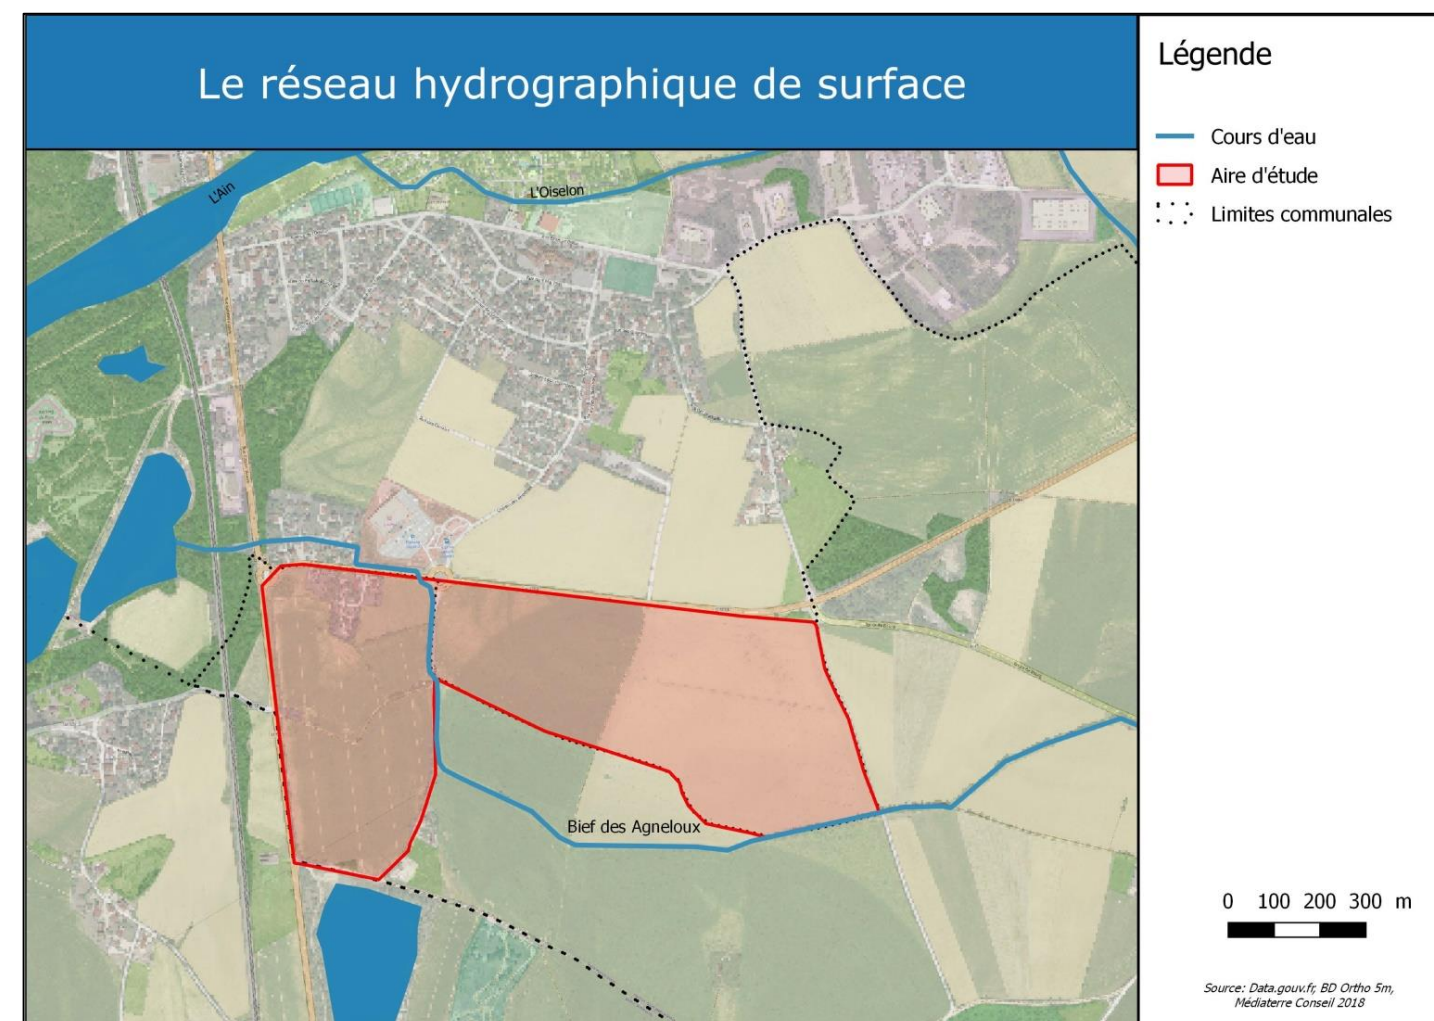 Le réseau hydrographique de surface
Légende
Cours d'eau
Aire d'étude
Limites communales
L'Ain
L'Oiselon
Bief des Agneloux
0 100 200 300 m
Source: Data.gouv.fr, BD Ortho 5m,
Médiaterre Conseil 2018